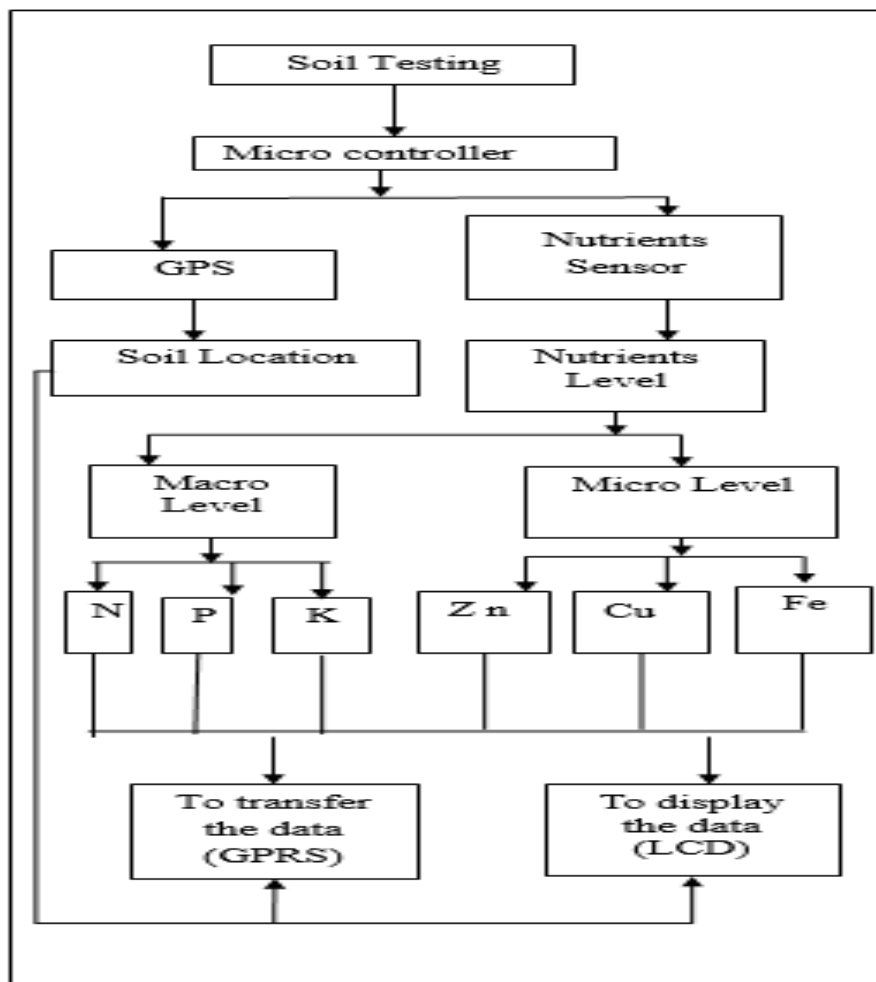 Soil Testing
Micro controller
GPS
Nutrients
Sensor
Soil Location
Nutrients
Level
Macro
Level
Micro Level
N
P
K
Z n
Cu
Fe
To transfer
the data
(GPRS)
To display
the data
(LCD)